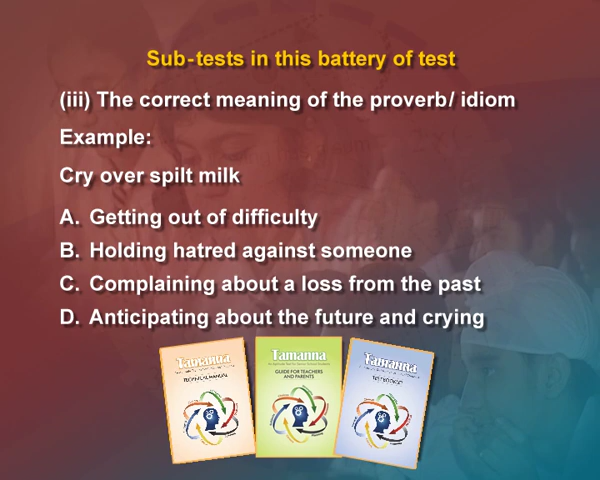 Sub-tests in this battery of test
(iii) The correct meaning of the proverb/ idiom
Example:
Cry over spilt milk
A. Getting out of difficulty
B. Holding hatred against someone
C. Complaining about a loss from the past
D. Anticipating about the future and crying
Tamanna
TECHNICAL MANUAL
Tamanna
GUIDE FOR TEACHERS
AND PARENTS
Tamanna